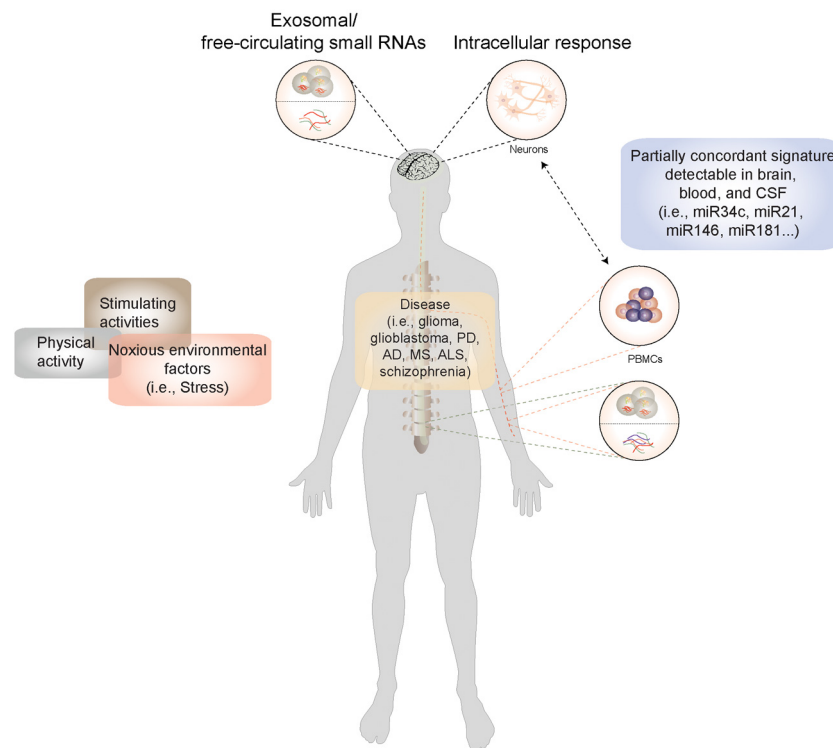 Exosomal/
free-circulating small RNAs
Intracellular response
Neurons
Partially concordant signature
detectable in brain,
blood, and CSF
(i.e., miR34c, miR21,
miR146, miR181...)
Stimulating
activities
Physical
activity
Noxious environmental
factors
(i.e., Stress)
Disease
(i.e., glioma,
glioblastoma, PD,
AD, MS, ALS,
schizophrenia)
PBMCs